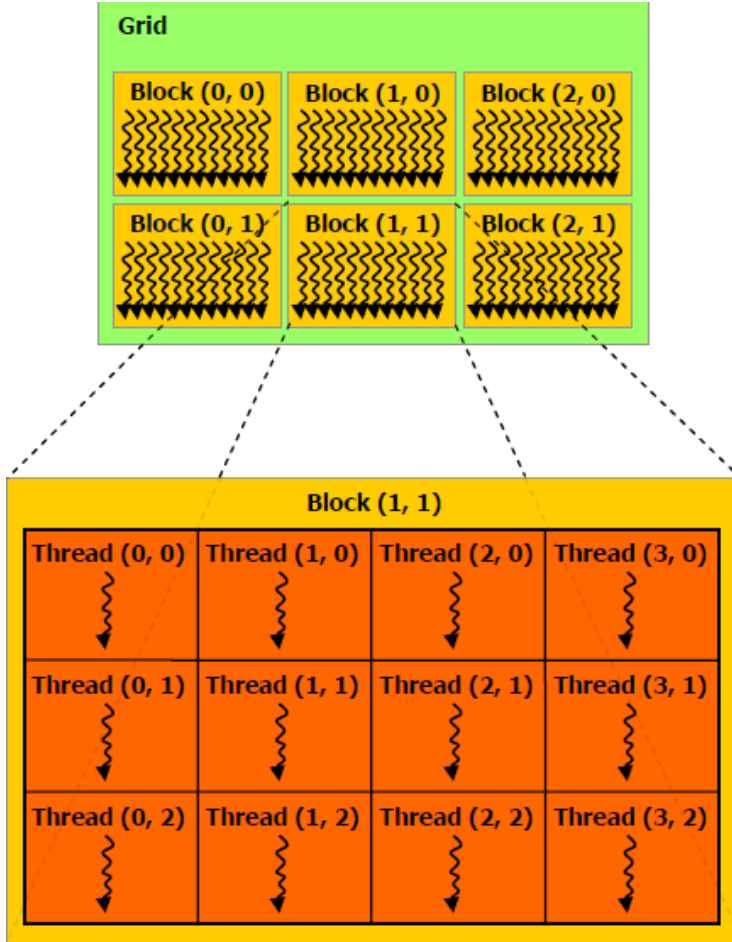 Grid
Block (0, 0) Block (1, 0) Block (2, 0)
Block (0, 1) Block (1, 1) Block (2, 1)
Block (1, 1)
Thread (0, 0) Thread (1, 0) Thread (2, 0) Thread (3, 0)
Thread (0, 1) Thread (1, 1) Thread (2, 1) Thread (3, 1)
Thread (0, 2) Thread (1, 2) Thread (2, 2) Thread (3, 2)